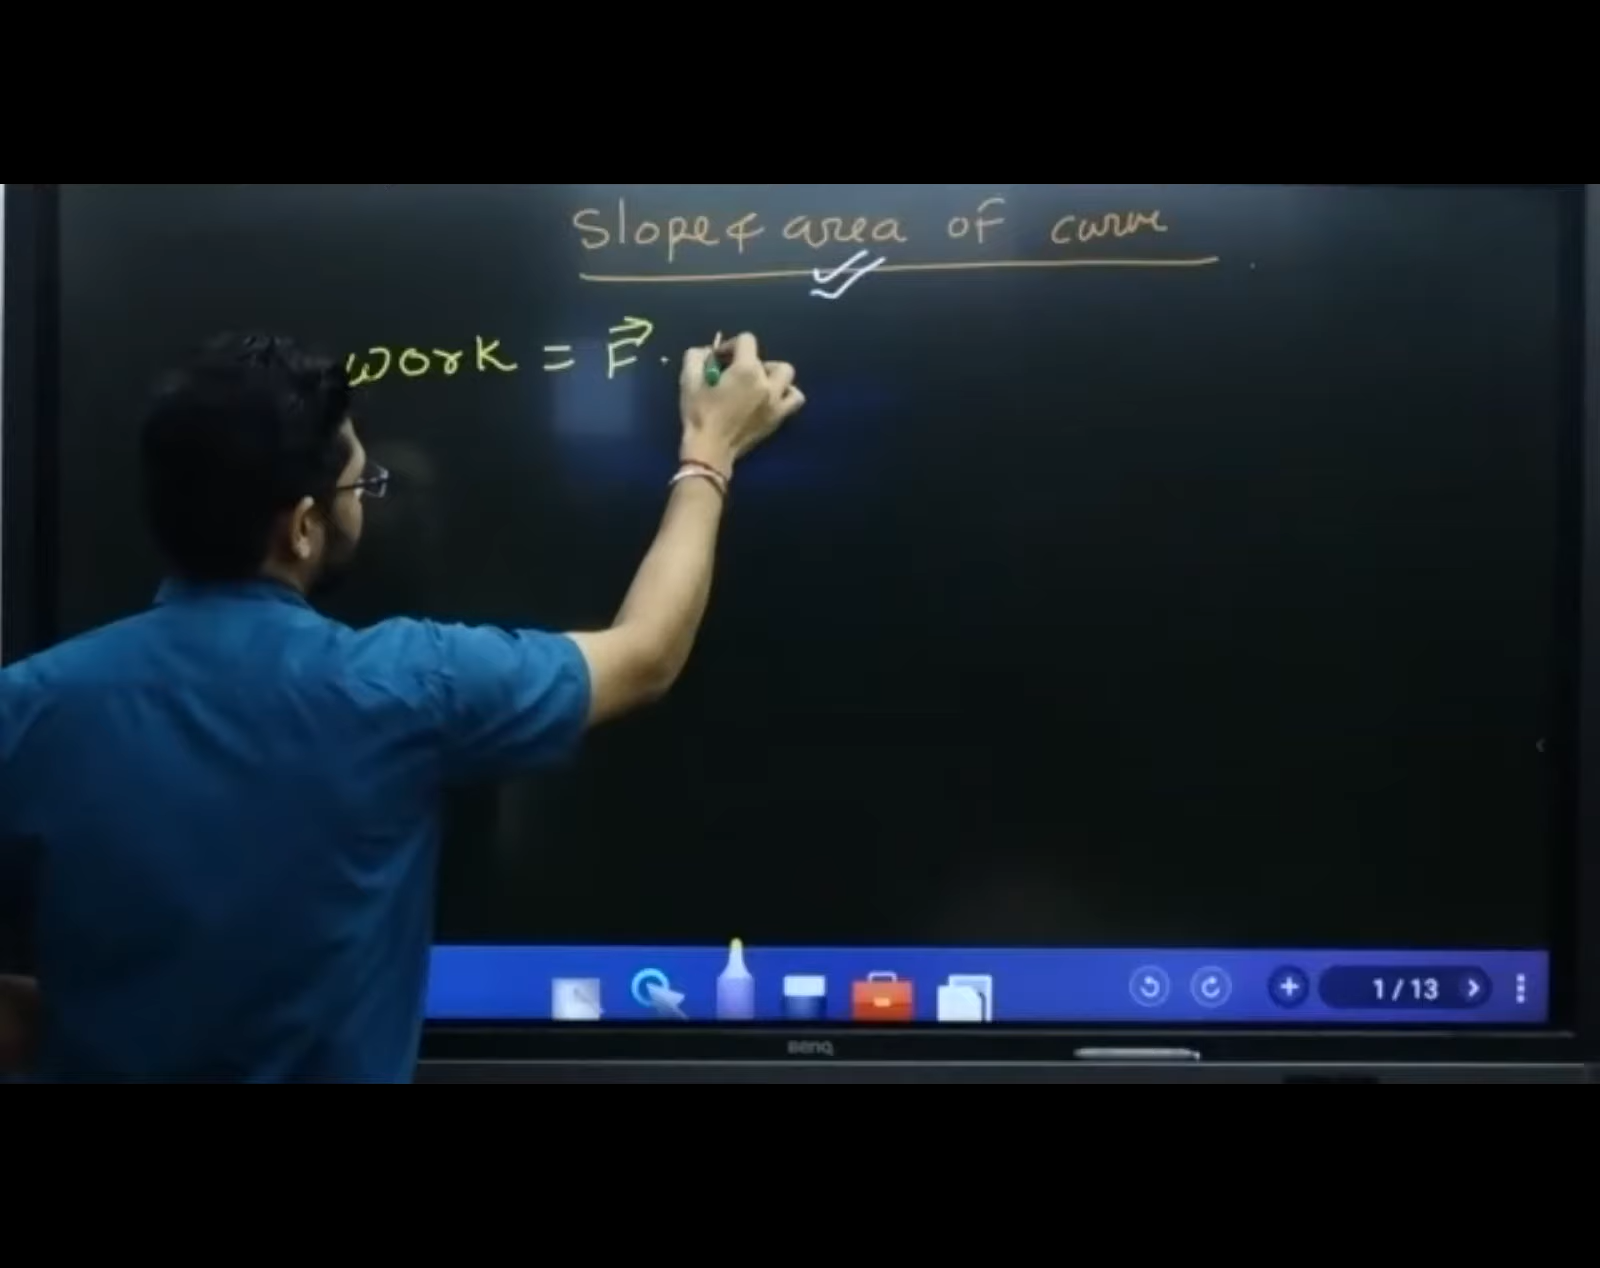 Slope & area of curve
work = F⃗ .
1 / 13
BenQ